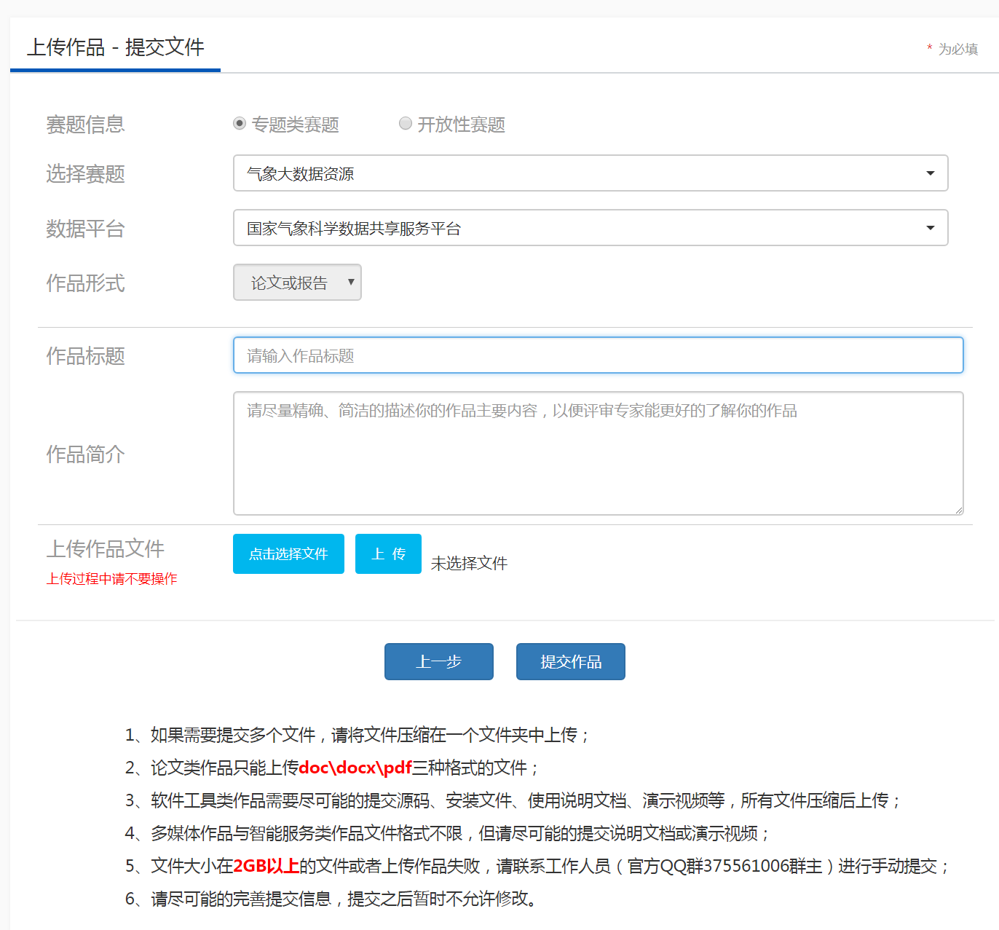 上传作品 - 提交文件
* 为必填
赛题信息
专题类赛题 开放性赛题
选择赛题
气象大数据资源
数据平台
国家气象科学数据共享服务平台
作品形式
论文或报告
作品标题
请输入作品标题
作品简介
请尽量精确、简洁的描述你的作品主要内容，以便评审专家能更好的了解你的作品
上传作品文件
上传过程中请不要操作
点击选择文件 上 传 未选择文件
上一步 提交作品
1、如果需要提交多个文件，请将文件压缩在一个文件夹中上传；
2、论文类作品只能上传doc\docx\pdf三种格式的文件；
3、软件工具类作品需要尽可能的提交源码、安装文件、使用说明文档、演示视频等，所有文件压缩后上传；
4、多媒体作品与智能服务类作品文件格式不限，但请尽可能的提交说明文档或演示视频；
5、文件大小在2GB以上的文件或者上传作品失败，请联系工作人员（官方QQ群375561006群主）进行手动提交；
6、请尽可能的完善提交信息，提交之后暂时不允许修改。